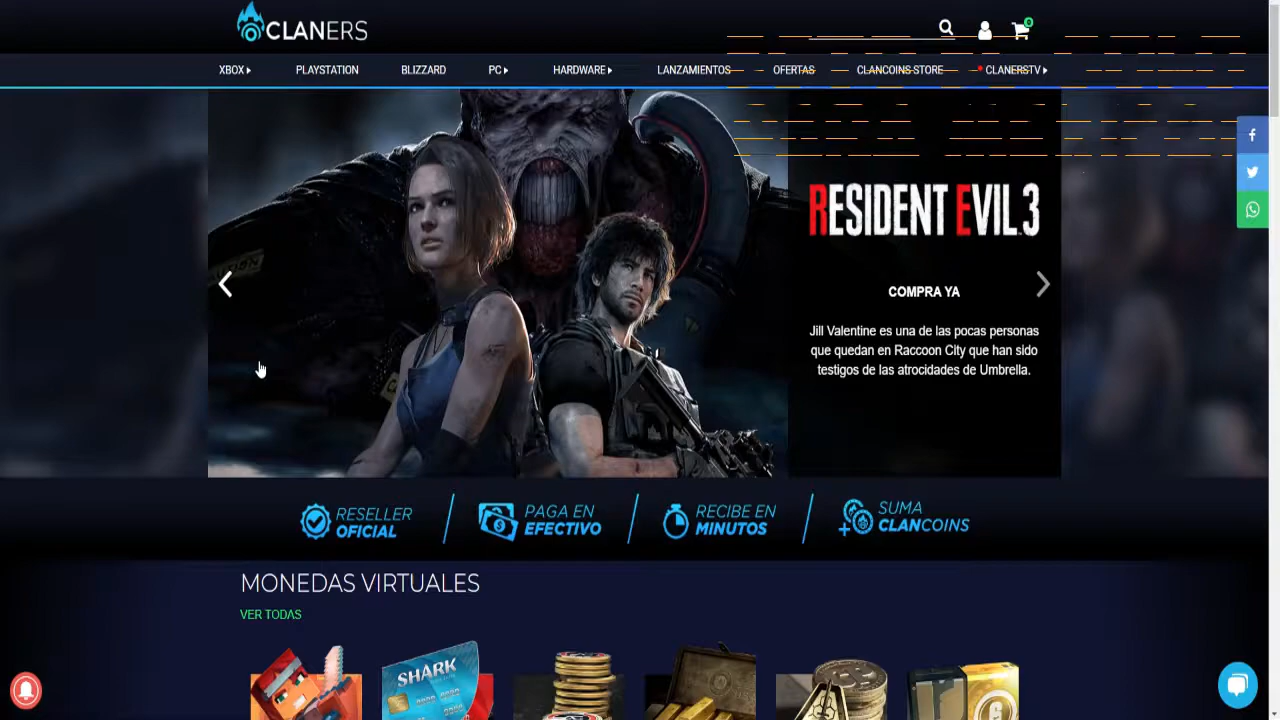 CLANERS
0
XBOX PLAYSTATION BLIZZARD PC HARDWARE LANZAMIENTOS OFERTAS CLANCOINS STORE CLANERSTV
RESIDENT EVIL 3
COMPRA YA
Jill Valentine es una de las pocas personas
que quedan en Raccoon City que han sido
testigos de las atrocidades de Umbrella.
RESELLER
OFICIAL
PAGA EN
EFECTIVO
RECIBE EN
MINUTOS
SUMA
CLANCOINS
MONEDAS VIRTUALES
VER TODAS
SHARK